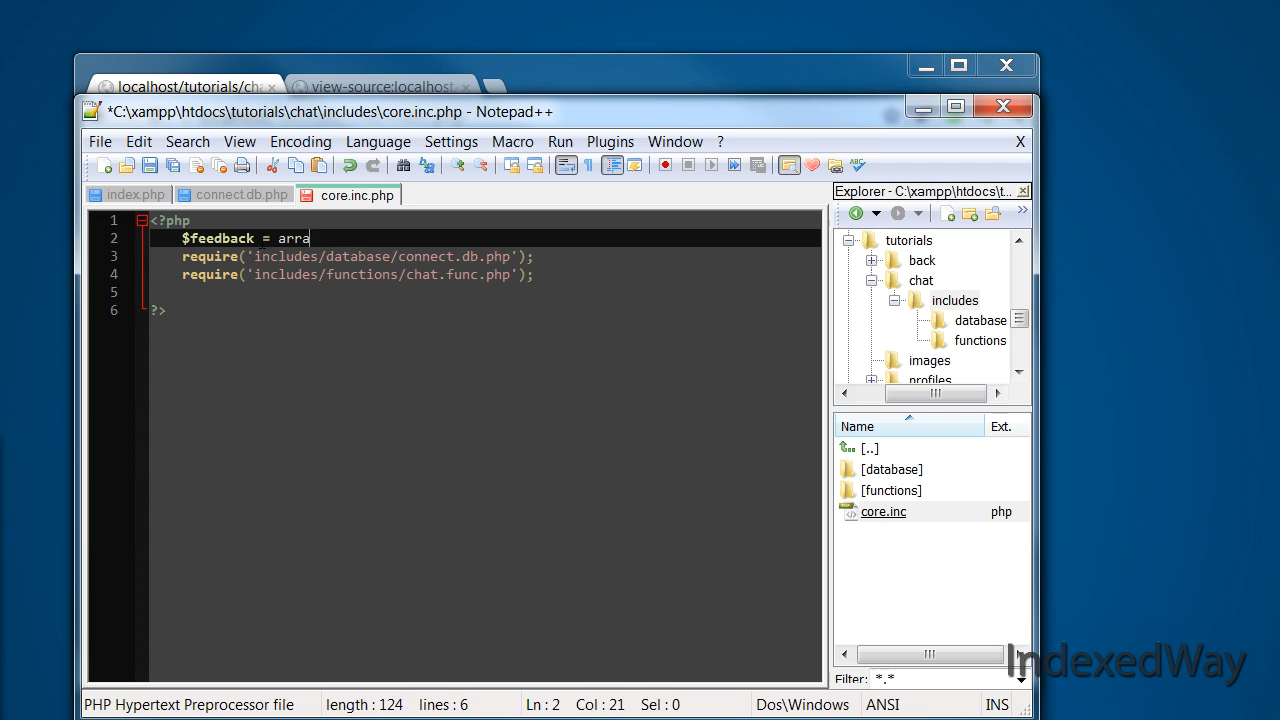 localhost/tutorials/cha × view-source:localhost. ×
*C:\xampp\htdocs\tutorials\chat\includes\core.inc.php - Notepad++
File Edit Search View Encoding Language Settings Macro Run Plugins Window ? X
index.php connect.db.php core.inc.php
Explorer - C:\xampp\htdocs\t...
1 <?php
2 $feedback = arra
3 require('includes/database/connect.db.php');
4 require('includes/functions/chat.func.php');
5
6 ?>
tutorials
back
chat
includes
database
functions
images
profiles
Name Ext.
[..]
[database]
[functions]
core.inc php
Filter: *.*
PHP Hypertext Preprocessor file length : 124 lines : 6 Ln : 2 Col : 21 Sel : 0 Dos\Windows ANSI INS
IndexedWay